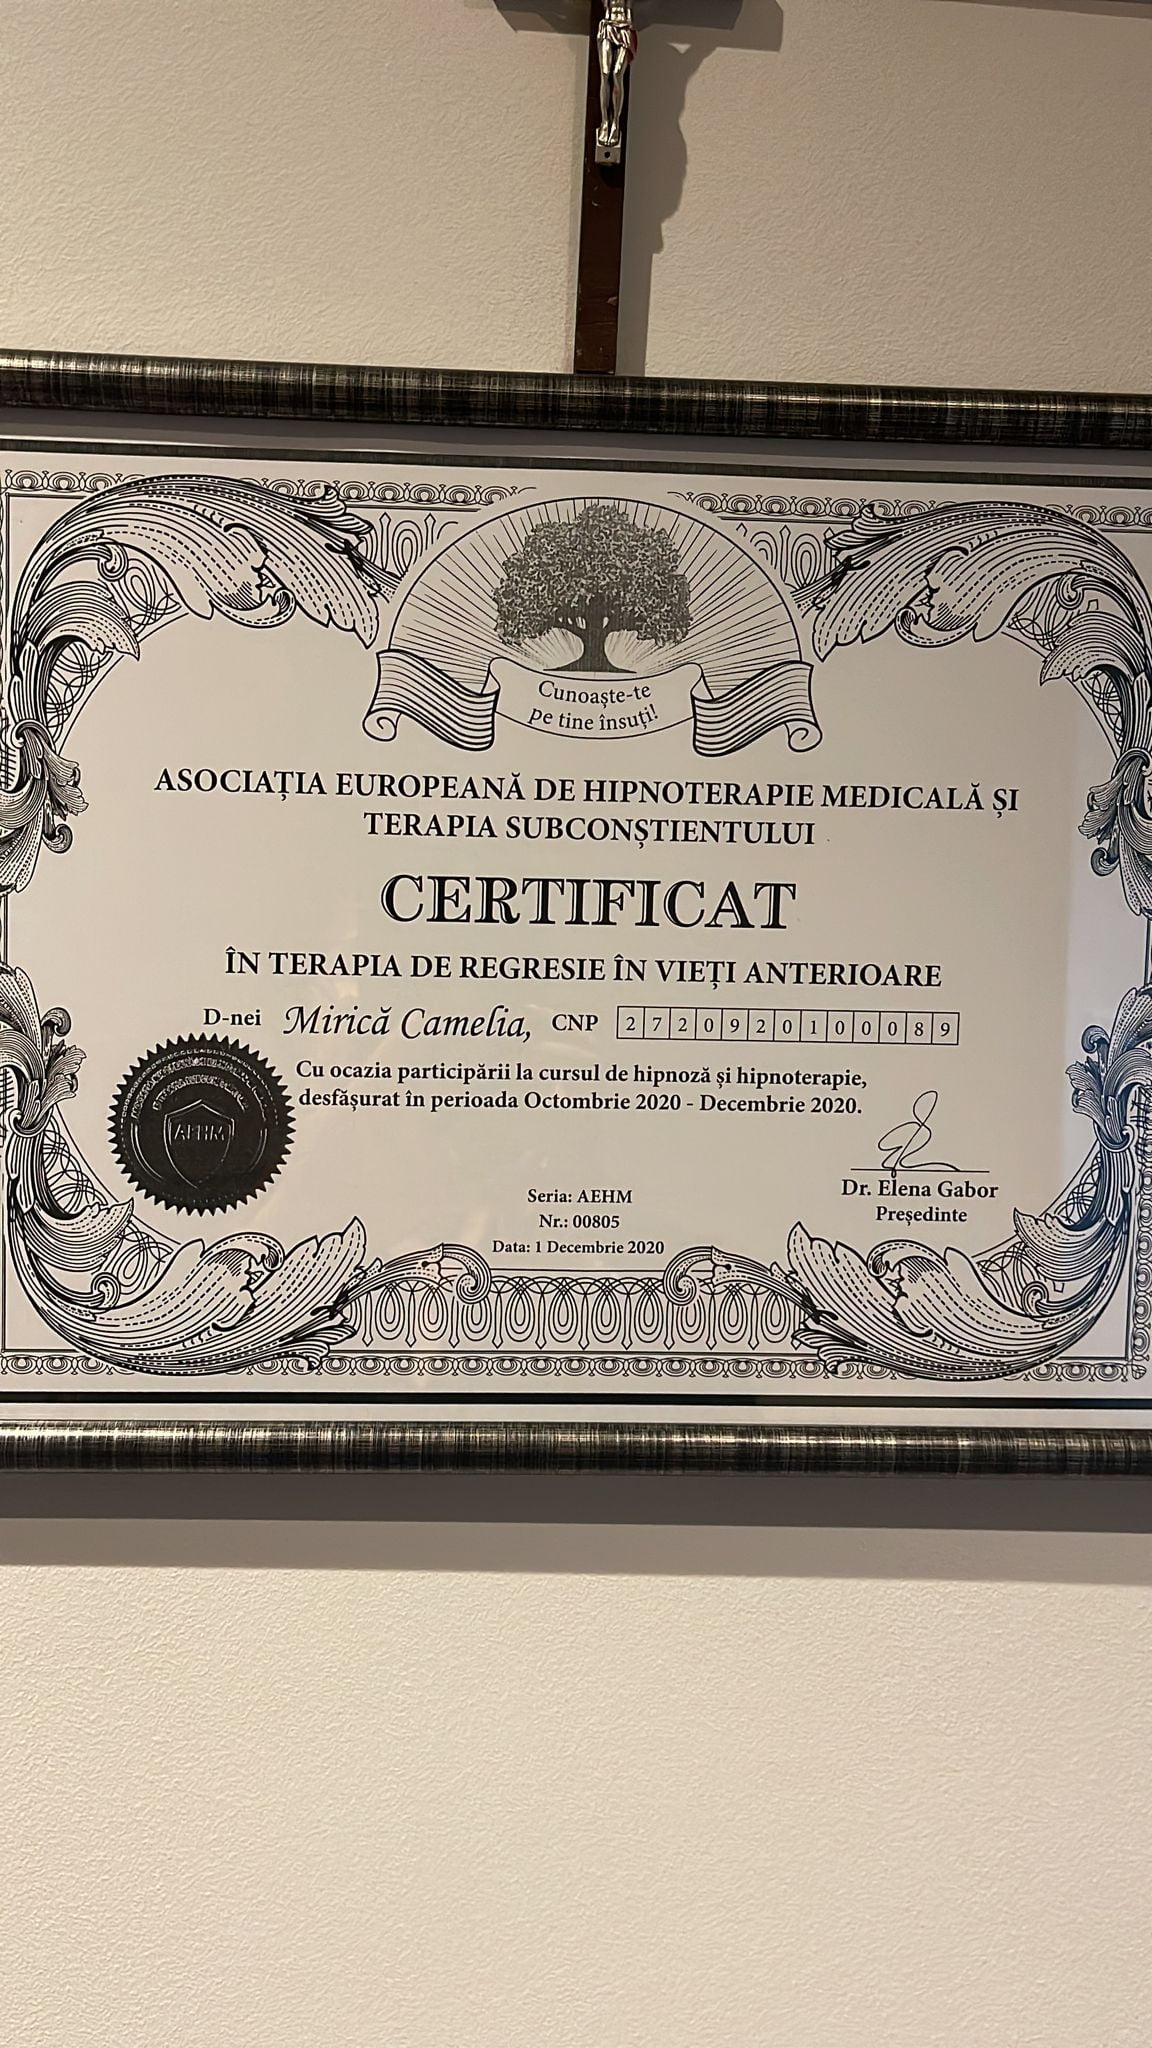 Cunoaște-te
pe tine însuți!
ASOCIAȚIA EUROPEANĂ DE HIPNOTERAPIE MEDICALĂ ȘI
TERAPIA SUBCONȘTIENTULUI
CERTIFICAT
ÎN TERAPIA DE REGRESIE ÎN VIEȚI ANTERIOARE
D-nei Mirică Camelia, CNP 2720920100089
Cu ocazia participării la cursul de hipnoză și hipnoterapie,
desfășurat în perioada Octombrie 2020 - Decembrie 2020.
AEHM
Dr. Elena Gabor
Președinte
Seria: AEHM
Nr.: 00805
Data: 1 Decembrie 2020